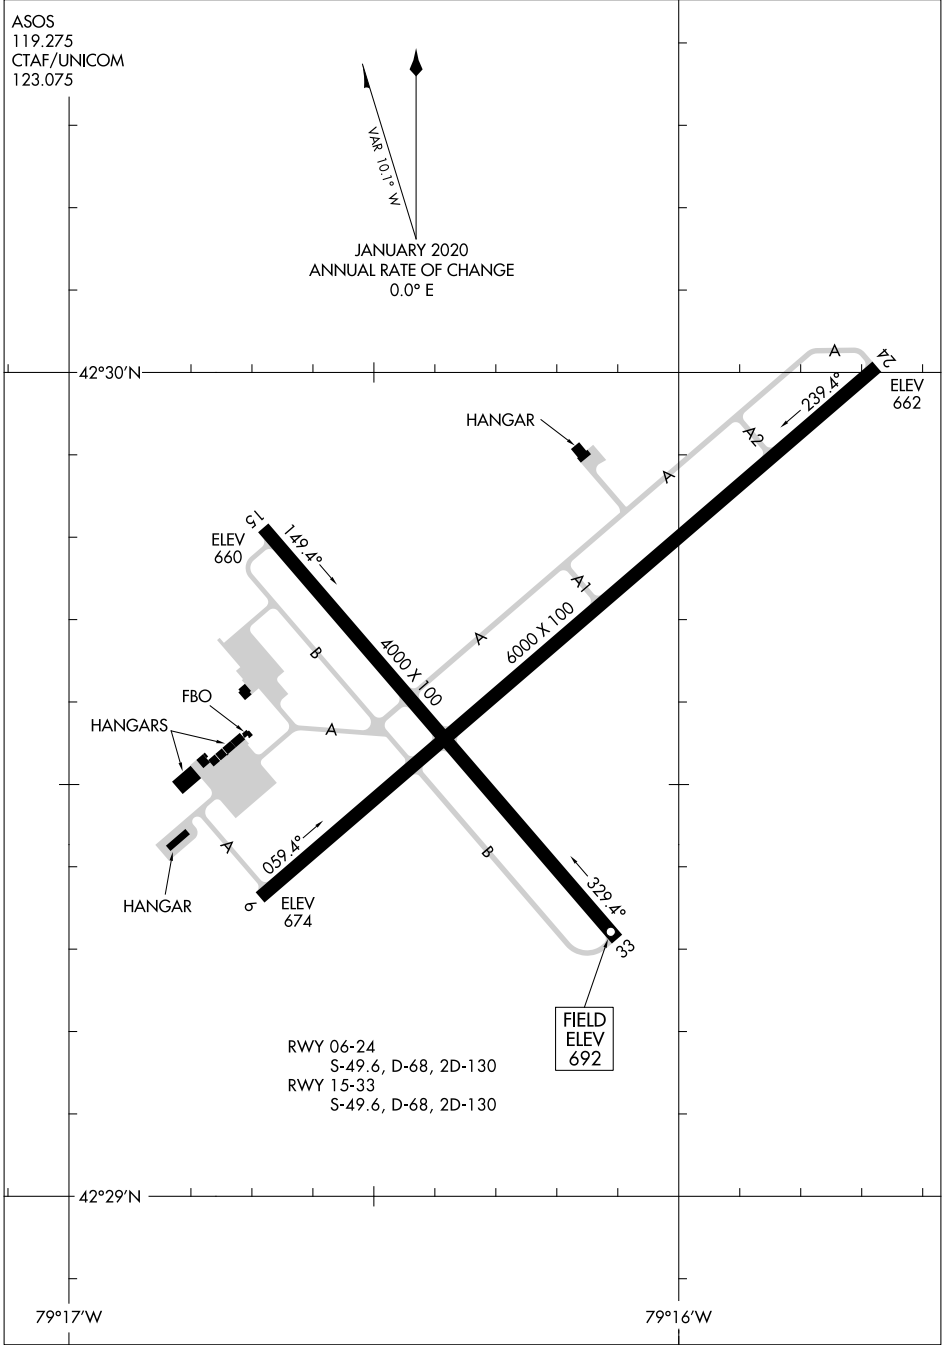 ASOS
119.275
CTAF/UNICOM
123.075
VAR 10.1° W
JANUARY 2020
ANNUAL RATE OF CHANGE
0.0° E
42°30'N
A
24
ELEV
662
239.4°
HANGAR
A2
A
15
ELEV
660
149.4°
A1
6000 X 100
A
4000 X 100
B
FBO
HANGARS
A
A
059.4°
B
HANGAR
6
ELEV
674
329.4°
33
FIELD
ELEV
692
RWY 06-24
S-49.6, D-68, 2D-130
RWY 15-33
S-49.6, D-68, 2D-130
42°29'N
79°17'W
79°16'W